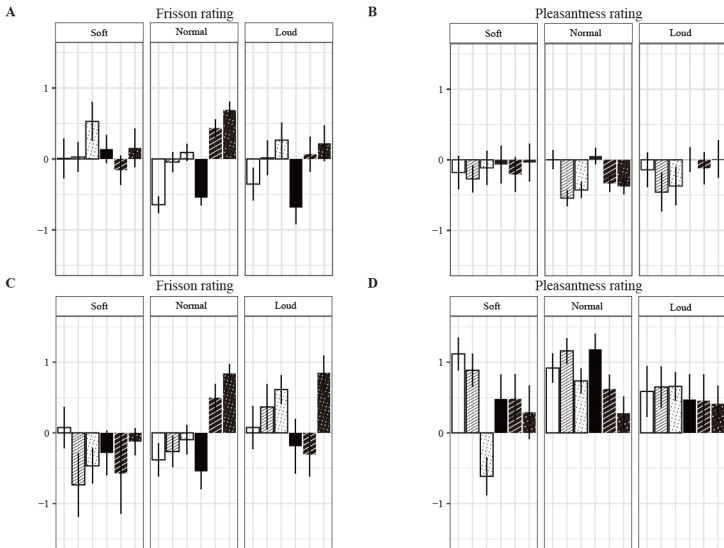 A
Frisson rating
Soft
Normal
Loud
1
0
−1
B
Pleasantness rating
Soft
Normal
Loud
1
0
−1
C
Frisson rating
Soft
Normal
Loud
1
0
−1
D
Pleasantness rating
Soft
Normal
Loud
1
0
−1